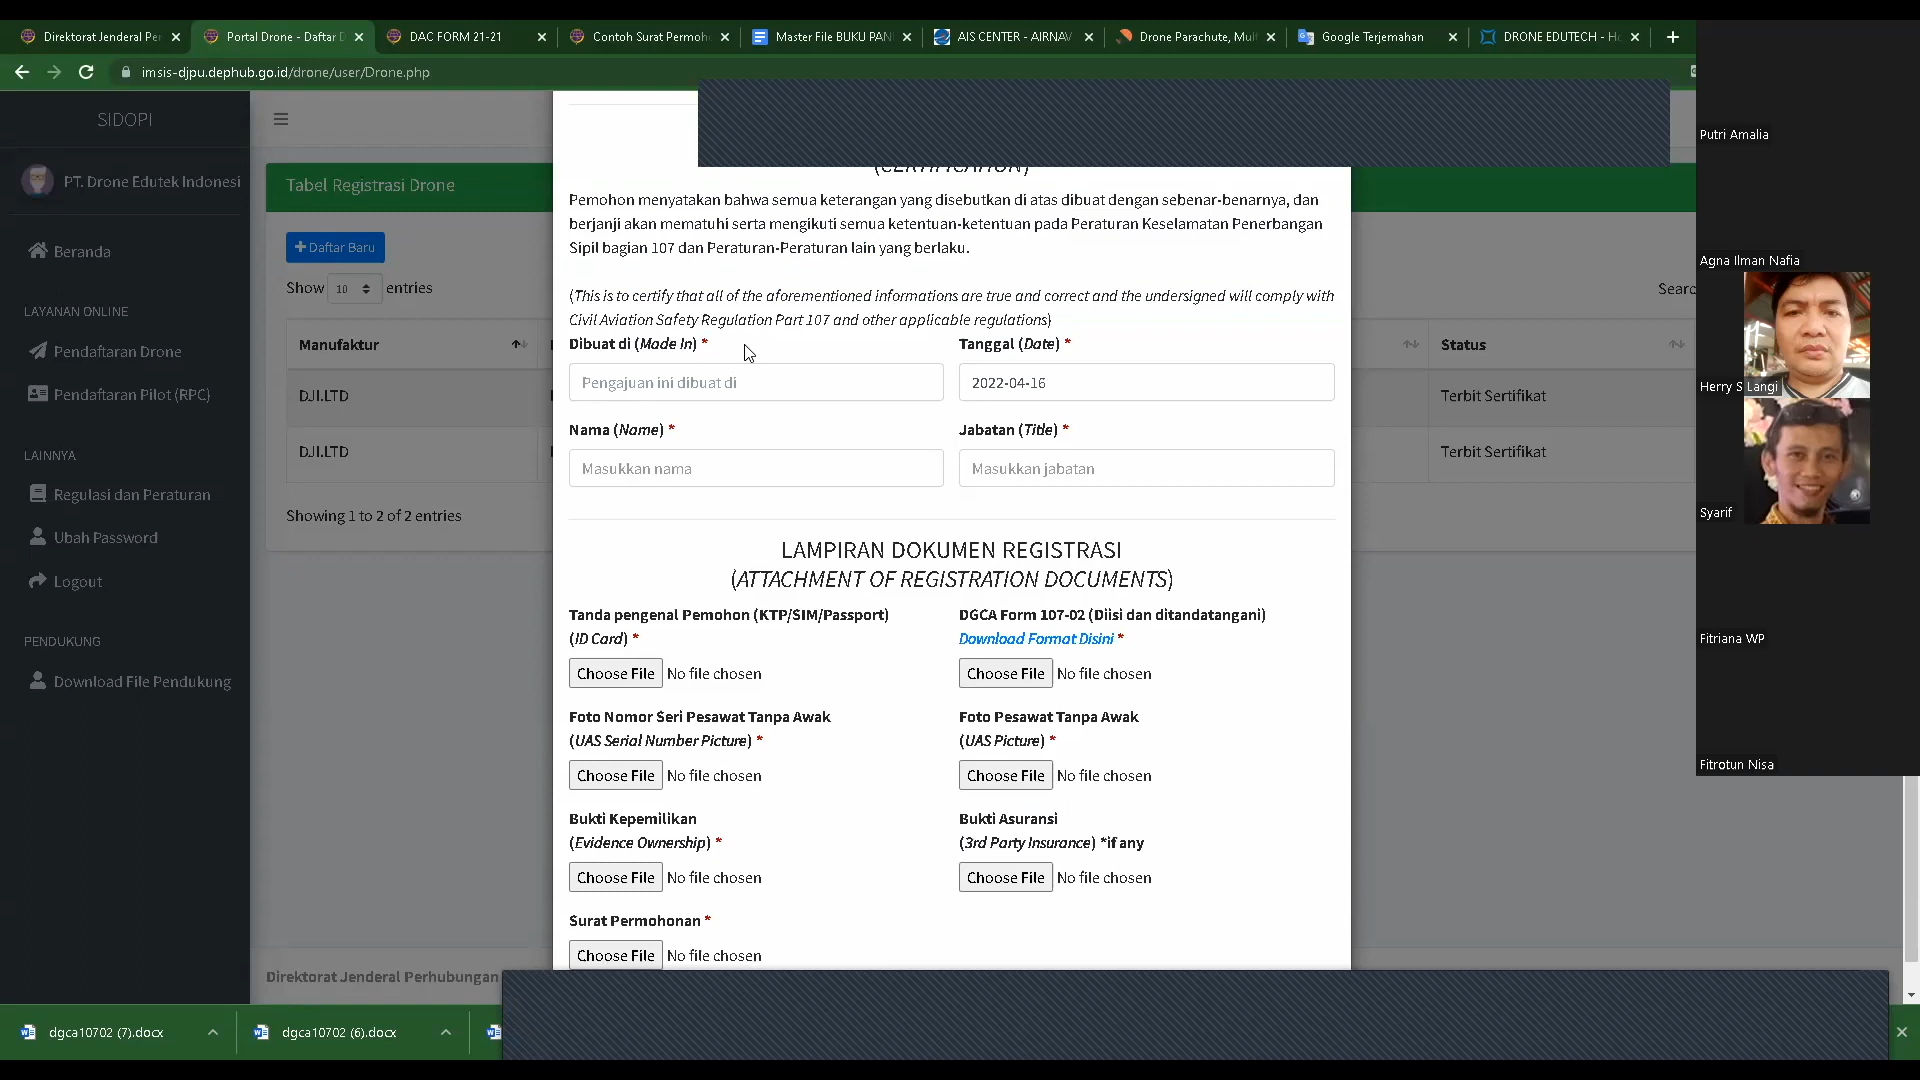 Direktorat Jenderal Per
Portal Drone - Daftar D
DAC FORM 21-21
Contoh Surat Permoh
Master File BUKU PAN
AIS CENTER - AIRNAV
Drone Parachute, Mul
Google Terjemahan
DRONE EDUTECH - H
imsis-djpu.dephub.go.id/drone/user/Drone.php
SIDOPI
PT. Drone Edutek Indonesi
Beranda
LAYANAN ONLINE
Pendaftaran Drone
Pendaftaran Pilot (RPC)
LAINNYA
Regulasi dan Peraturan
Ubah Password
Logout
PENDUKUNG
Download File Pendukung
Tabel Registrasi Drone
Daftar Baru
Show 10 entries
Searc
Manufaktur
Status
DJI.LTD
Terbit Sertifikat
DJI.LTD
Terbit Sertifikat
Showing 1 to 2 of 2 entries
Direktorat Jenderal Perhubungan
(CERTIFICATION)
Pemohon menyatakan bahwa semua keterangan yang disebutkan di atas dibuat dengan sebenar-benarnya, dan
berjanji akan mematuhi serta mengikuti semua ketentuan-ketentuan pada Peraturan Keselamatan Penerbangan
Sipil bagian 107 dan Peraturan-Peraturan lain yang berlaku.
(This is to certify that all of the aforementioned informations are true and correct and the undersigned will comply with
Civil Aviation Safety Regulation Part 107 and other applicable regulations)
Dibuat di (Made In) *
Tanggal (Date) *
Pengajuan ini dibuat di
2022-04-16
Nama (Name) *
Jabatan (Title) *
Masukkan nama
Masukkan jabatan
LAMPIRAN DOKUMEN REGISTRASI
(ATTACHMENT OF REGISTRATION DOCUMENTS)
Tanda pengenal Pemohon (KTP/SIM/Passport)
(ID Card) *
Choose File No file chosen
DGCA Form 107-02 (Diisi dan ditandatangani)
Download Format Disini *
Choose File No file chosen
Foto Nomor Seri Pesawat Tanpa Awak
(UAS Serial Number Picture) *
Choose File No file chosen
Foto Pesawat Tanpa Awak
(UAS Picture) *
Choose File No file chosen
Bukti Kepemilikan
(Evidence Ownership) *
Choose File No file chosen
Bukti Asuransi
(3rd Party Insurance) *if any
Choose File No file chosen
Surat Permohonan *
Choose File No file chosen
Putri Amalia
Agna Ilman Nafia
Herry S Langi
Syarif
Fitriana WP
Fitrotun Nisa
dgca10702 (7).docx
dgca10702 (6).docx